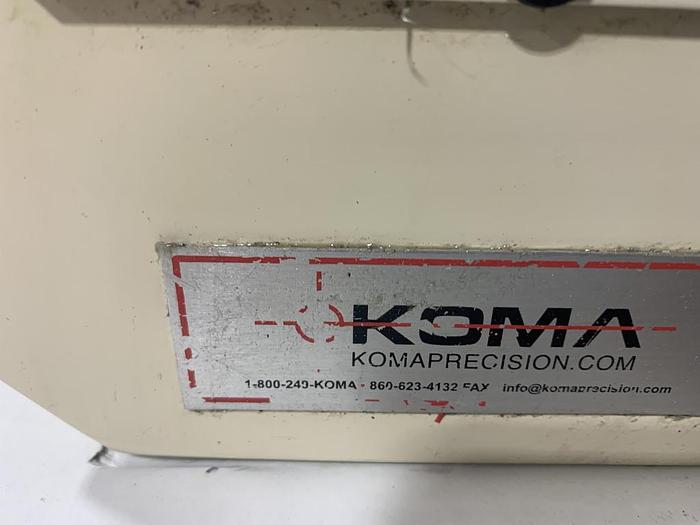 KOMA
KOMAPRECISION.COM
1-800-249-KOMA · 860-623-4132 FAX info@komaprecision.com